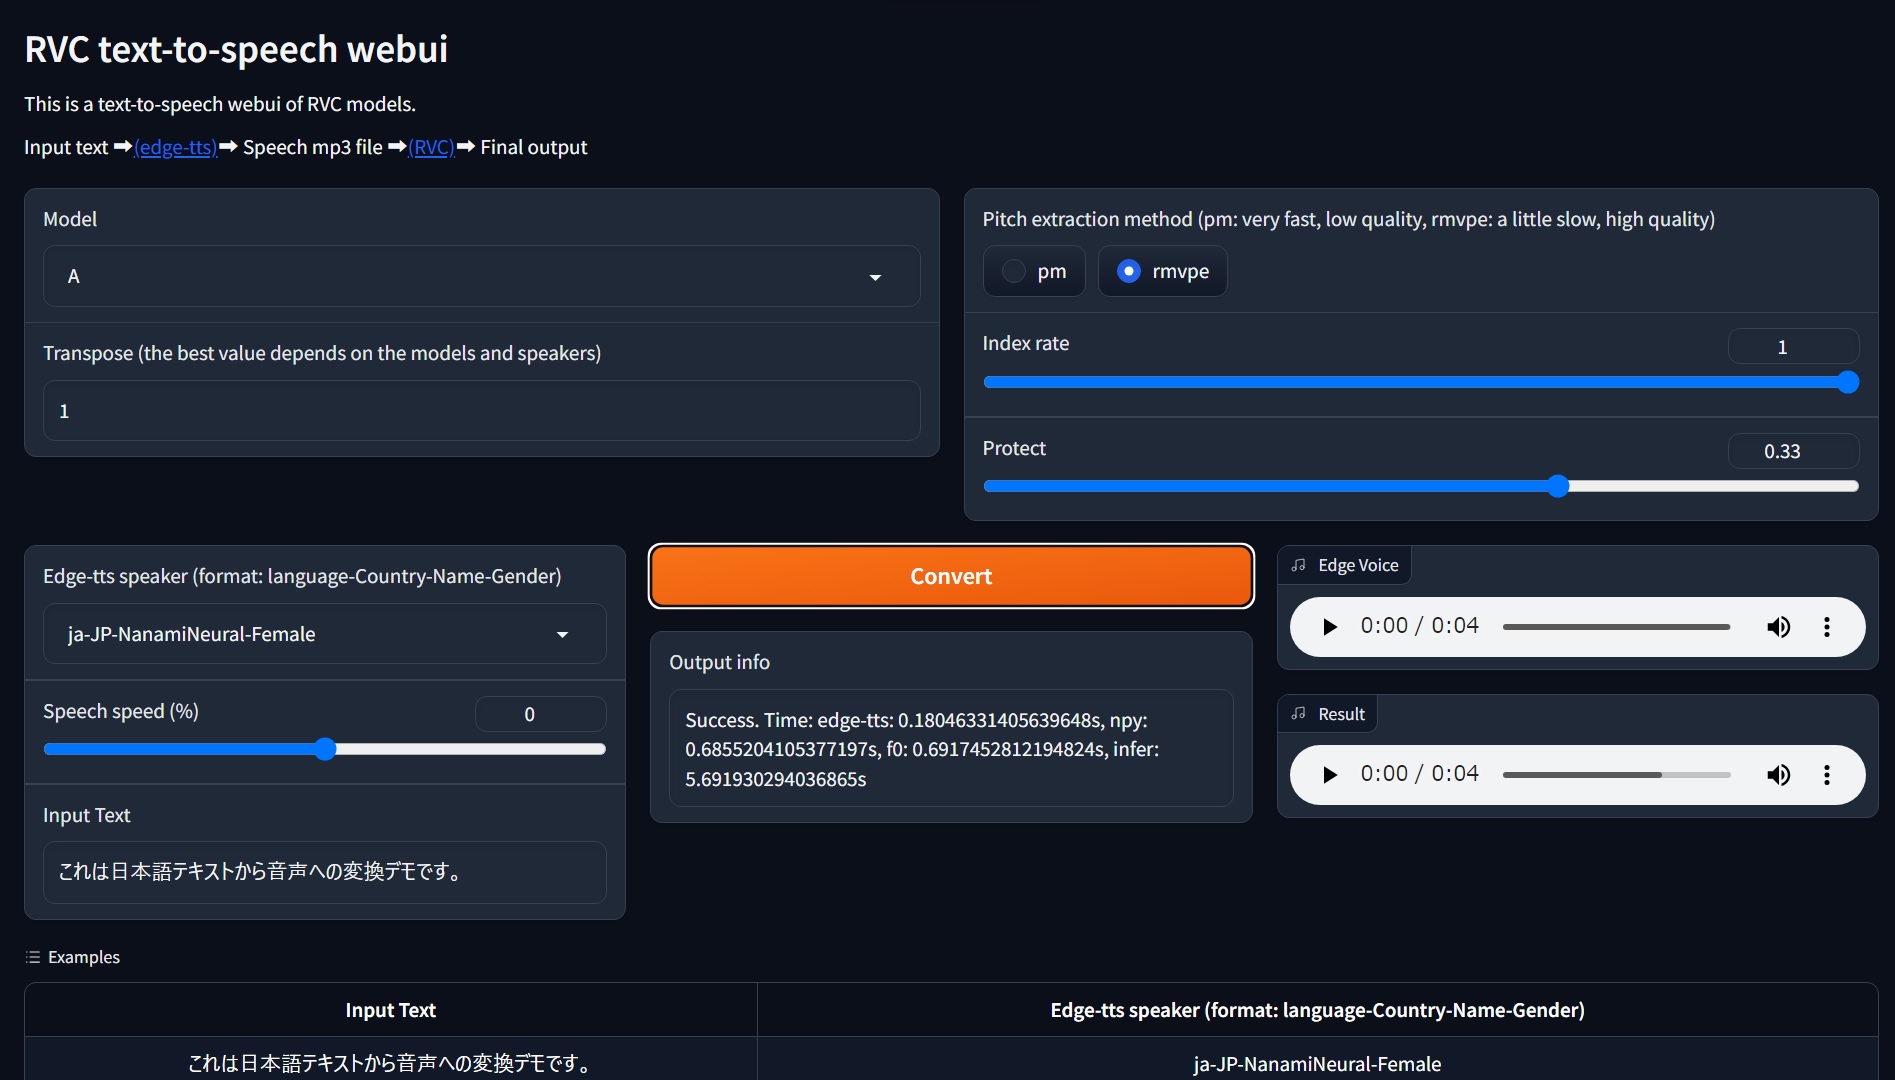 RVC text-to-speech webui
This is a text-to-speech webui of RVC models.
Input text ➡(edge-tts)➡ Speech mp3 file ➡(RVC)➡ Final output
Model
A
Transpose (the best value depends on the models and speakers)
1
Pitch extraction method (pm: very fast, low quality, rmvpe: a little slow, high quality)
pm
rmvpe
Index rate
1
Protect
0.33
Edge-tts speaker (format: language-Country-Name-Gender)
ja-JP-NanamiNeural-Female
Speech speed (%)
0
Input Text
これは日本語テキストから音声への変換デモです。
Convert
Output info
Success. Time: edge-tts: 0.18046331405639648s, npy:
0.6855204105377197s, f0: 0.6917452812194824s, infer:
5.691930294036865s
Edge Voice
0:00 / 0:04
Result
0:00 / 0:04
Examples
Input Text
Edge-tts speaker (format: language-Country-Name-Gender)
これは日本語テキストから音声への変換デモです。
ja-JP-NanamiNeural-Female